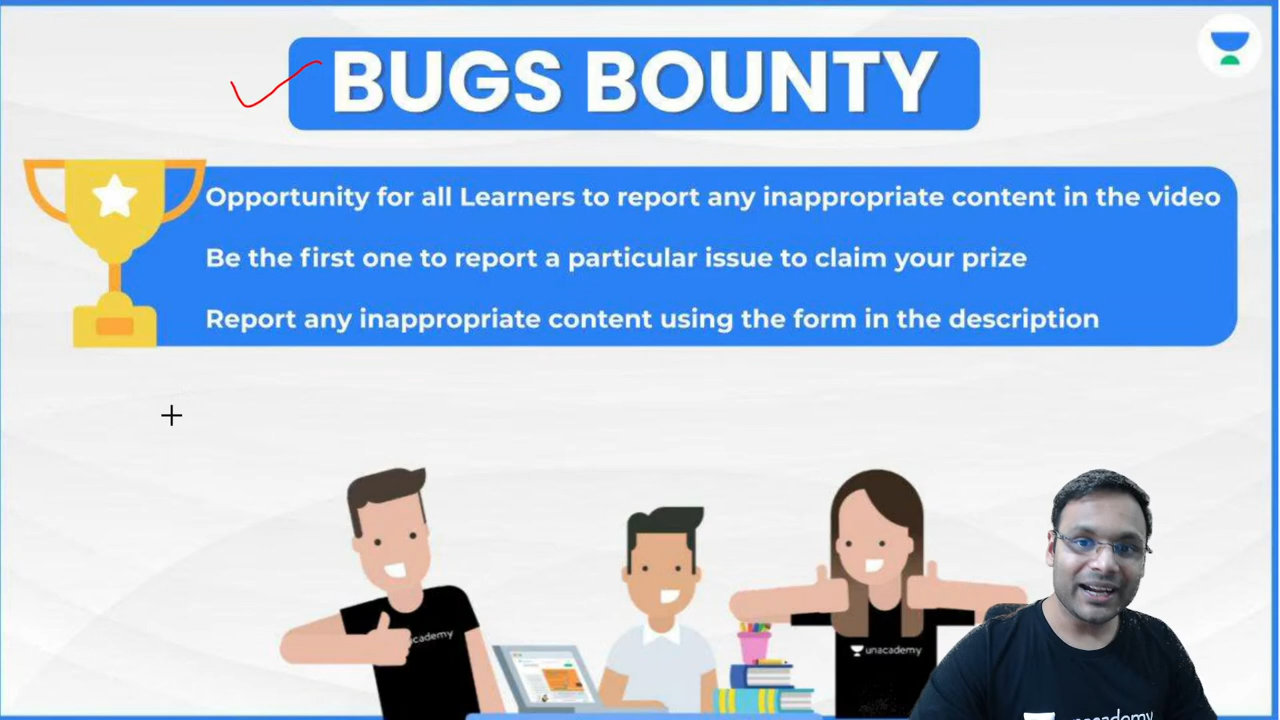 BUGS BOUNTY
Opportunity for all Learners to report any inappropriate content in the video
Be the first one to report a particular issue to claim your prize
Report any inappropriate content using the form in the description
unacademy
unacademy
unacademy